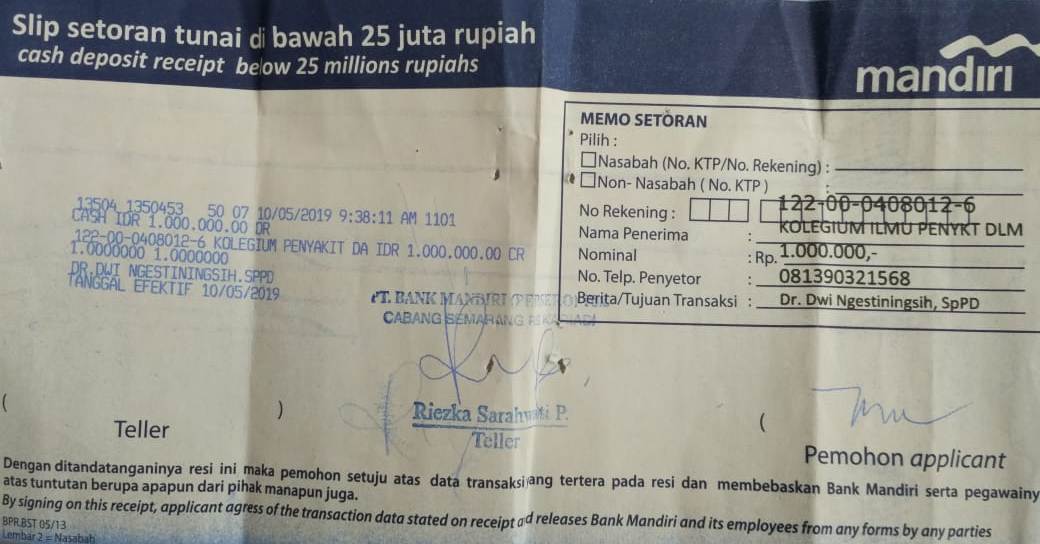 Slip setoran tunai di bawah 25 juta rupiah
cash deposit receipt below 25 millions rupiahs
mandiri
MEMO SETORAN
Pilih :
Nasabah (No. KTP/No. Rekening) :
Non- Nasabah ( No. KTP ) :
No Rekening : 122-00-0408012-6
Nama Penerima : KOLEGIUM ILMU PENYKT DLM
Nominal : Rp. 1.000.000,-
No. Telp. Penyetor : 081390321568
Berita/Tujuan Transaksi : Dr. Dwi Ngestiningsih, SpPD
13504 1350453 50 07 10/05/2019 9:38:11 AM 1101
CASH IDR 1.000.000.00 DR
122-00-0408012-6 KOLEGIUM PENYAKIT DA IDR 1.000.000.00 CR
1.0000000 1.0000000
DR.DWI NGESTININGSIH.SPPD
TANGGAL EFEKTIF 10/05/2019
PT. BANK MANDIRI (PERSERO)
CABANG SEMARANG
Riezka Sarahwati P.
Teller
( )
Teller
(
Pemohon applicant
Dengan ditandatanganinya resi ini maka pemohon setuju atas data transaksi yang tertera pada resi dan membebaskan Bank Mandiri serta pegawainy
atas tuntutan berupa apapun dari pihak manapun juga.
By signing on this receipt, applicant agress of the transaction data stated on receipt ad releases Bank Mandiri and its employees from any forms by any parties
BPR.BST 05/13
Lembar 2 = Nasabah